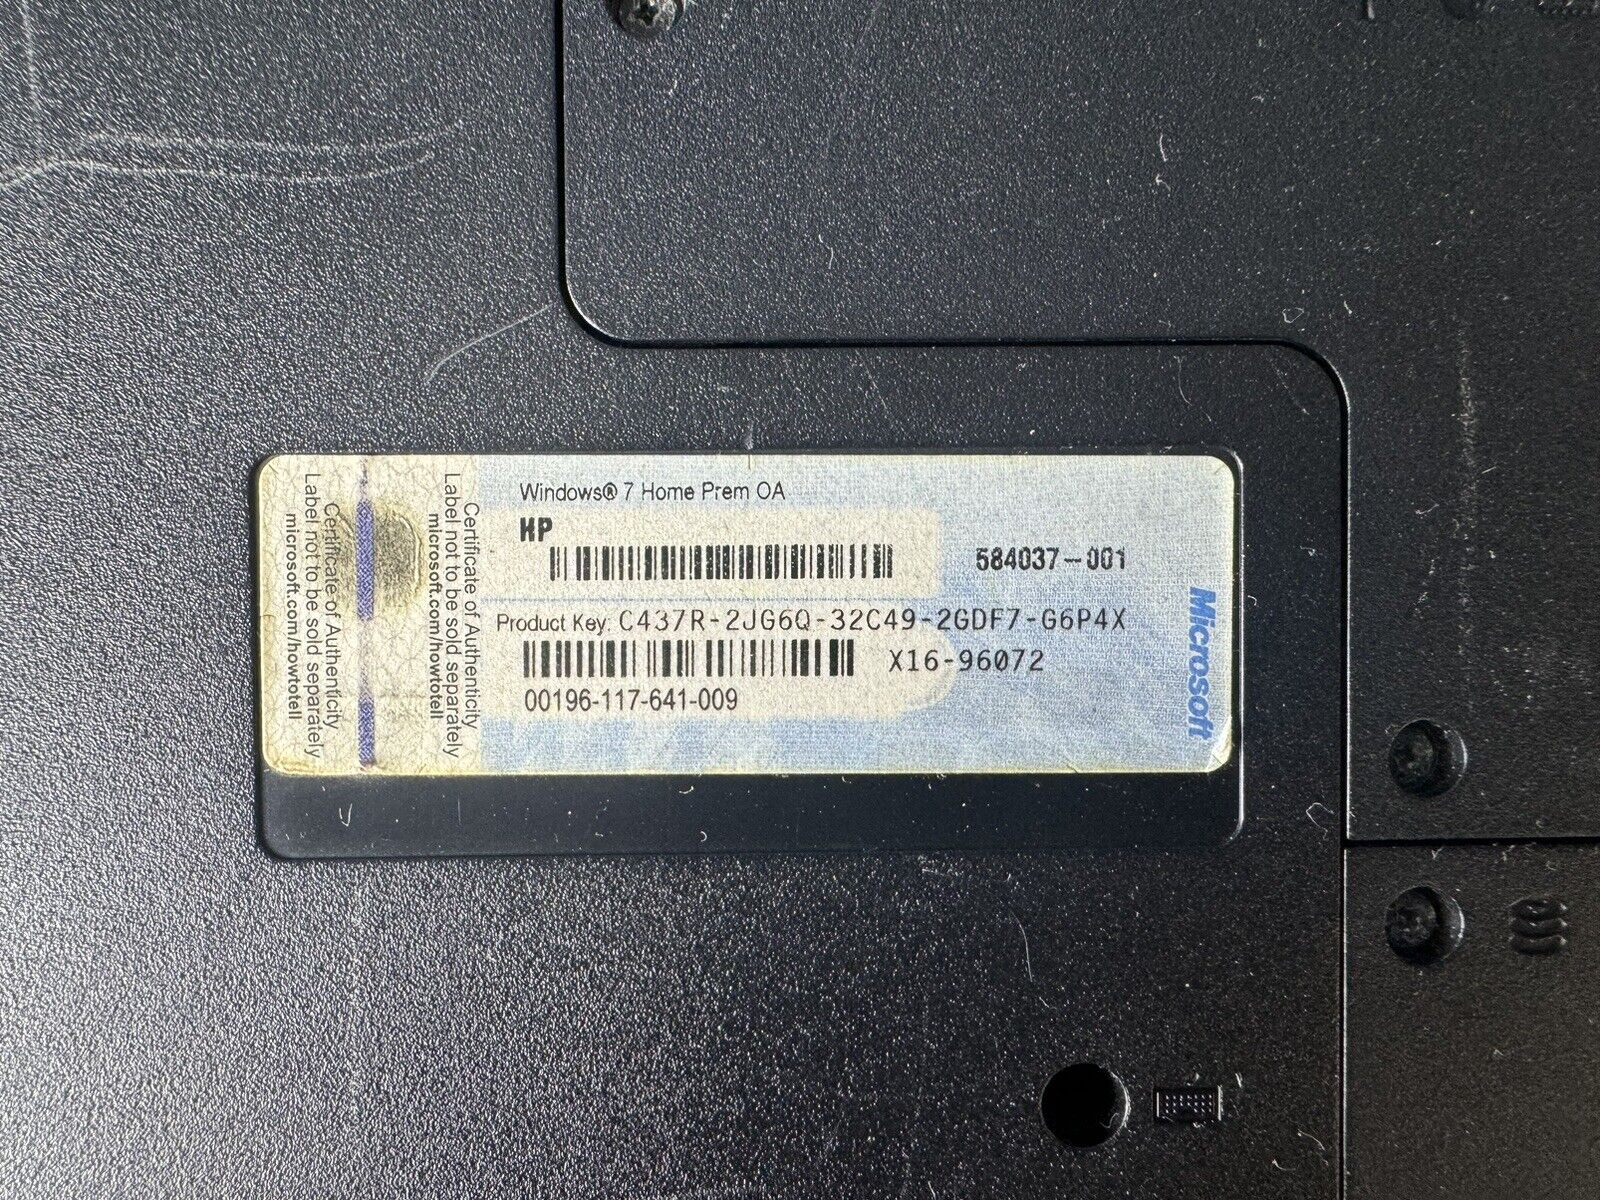 Windows® 7 Home Prem OA
HP
584037-001
Product Key: C437R-2JG6Q-32C49-2GDF7-G6P4X
X16-96072
00196-117-641-009
Microsoft
Certificate of Authenticity
Label not to be sold separately
microsoft.com/howtotell
Certificate of Authenticity
Label not to be sold separately
microsoft.com/howtotell